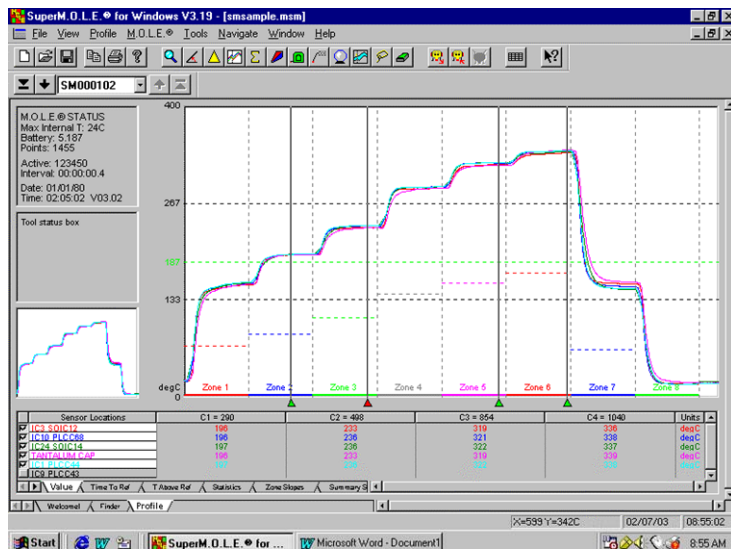 SuperM.O.L.E.® for Windows V3.19 - [smsample.msm]
File View Profile M.O.L.E.® Tools Navigate Window Help
SM000102
M.O.L.E.® STATUS
Max Internal T: 24C
Battery: 5.187
Points: 1455
Active: 123450
Interval: 00:00:00.4
Date: 01/01/80
Time: 02:05:02 V03.02
Tool status box
400
267
187
133
degC 0
Zone 1 Zone 2 Zone 3 Zone 4 Zone 5 Zone 6 Zone 7 Zone 8
Sensor Locations C1 = 290 C2 = 498 C3 = 854 C4 = 1040 Units
IC3 SOIC12 196 233 319 336 degC
IC10 PLCC68 196 236 321 338 degC
IC24 SOIC14 197 236 322 337 degC
TANTALUM CAP 196 233 319 339 degC
PLCC44 degC
IC9 PLCC43
Value Time To Ref T Above Ref Statistics Zone Slopes Summary S
Welcome! Finder Profile
X=599 Y=342C 02/07/03 08:55:02
Start SuperM.O.L.E.® for ... Microsoft Word - Document1 8:55 AM